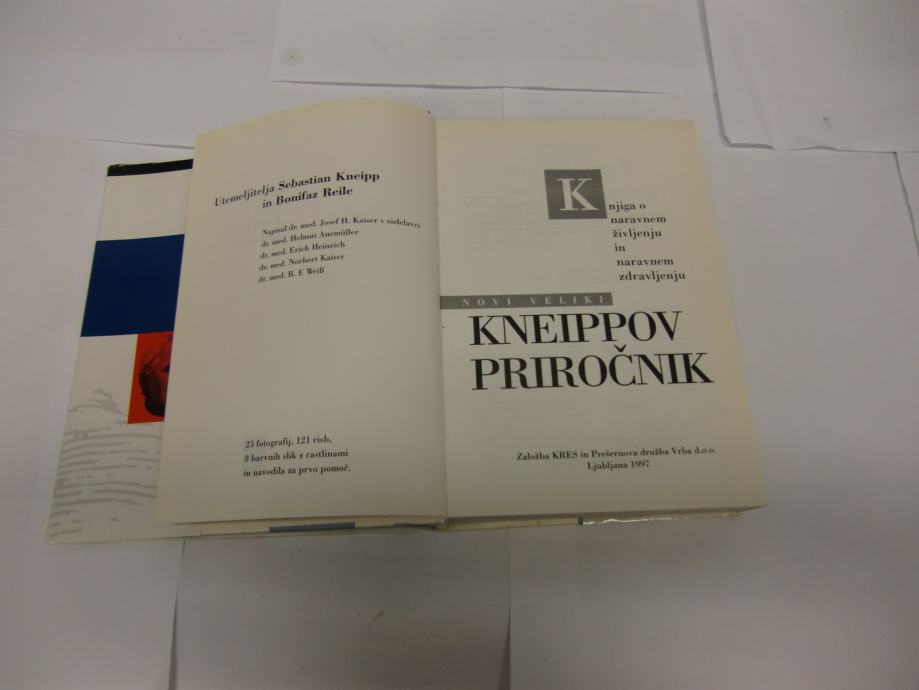 Utemeljitelja Sebastian Kneipp
in Bonifaz Reile
Napisal dr. med. Josef H. Kaiser s sodelavci
dr. med. Helmut Anemüller
dr. med. Erich Heinrich
dr. med. Norbert Kaiser
dr. med. R. F. Weiß
23 fotografij, 121 risb,
8 barvnih slik z rastlinami
in navodila za prvo pomoč.
Knjiga o
naravnem
življenju
in
naravnem
zdravljenju
NOVI VELIKI
KNEIPPOV
PRIROČNIK
Založba KRES in Prešernova družba Vrba d.o.o.
Ljubljana 1997